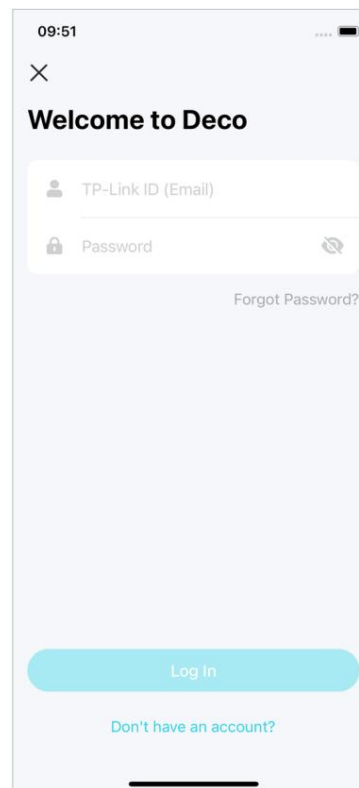 09:51
Welcome to Deco
TP-Link ID (Email)
Password
Forgot Password?
Log In
Don't have an account?